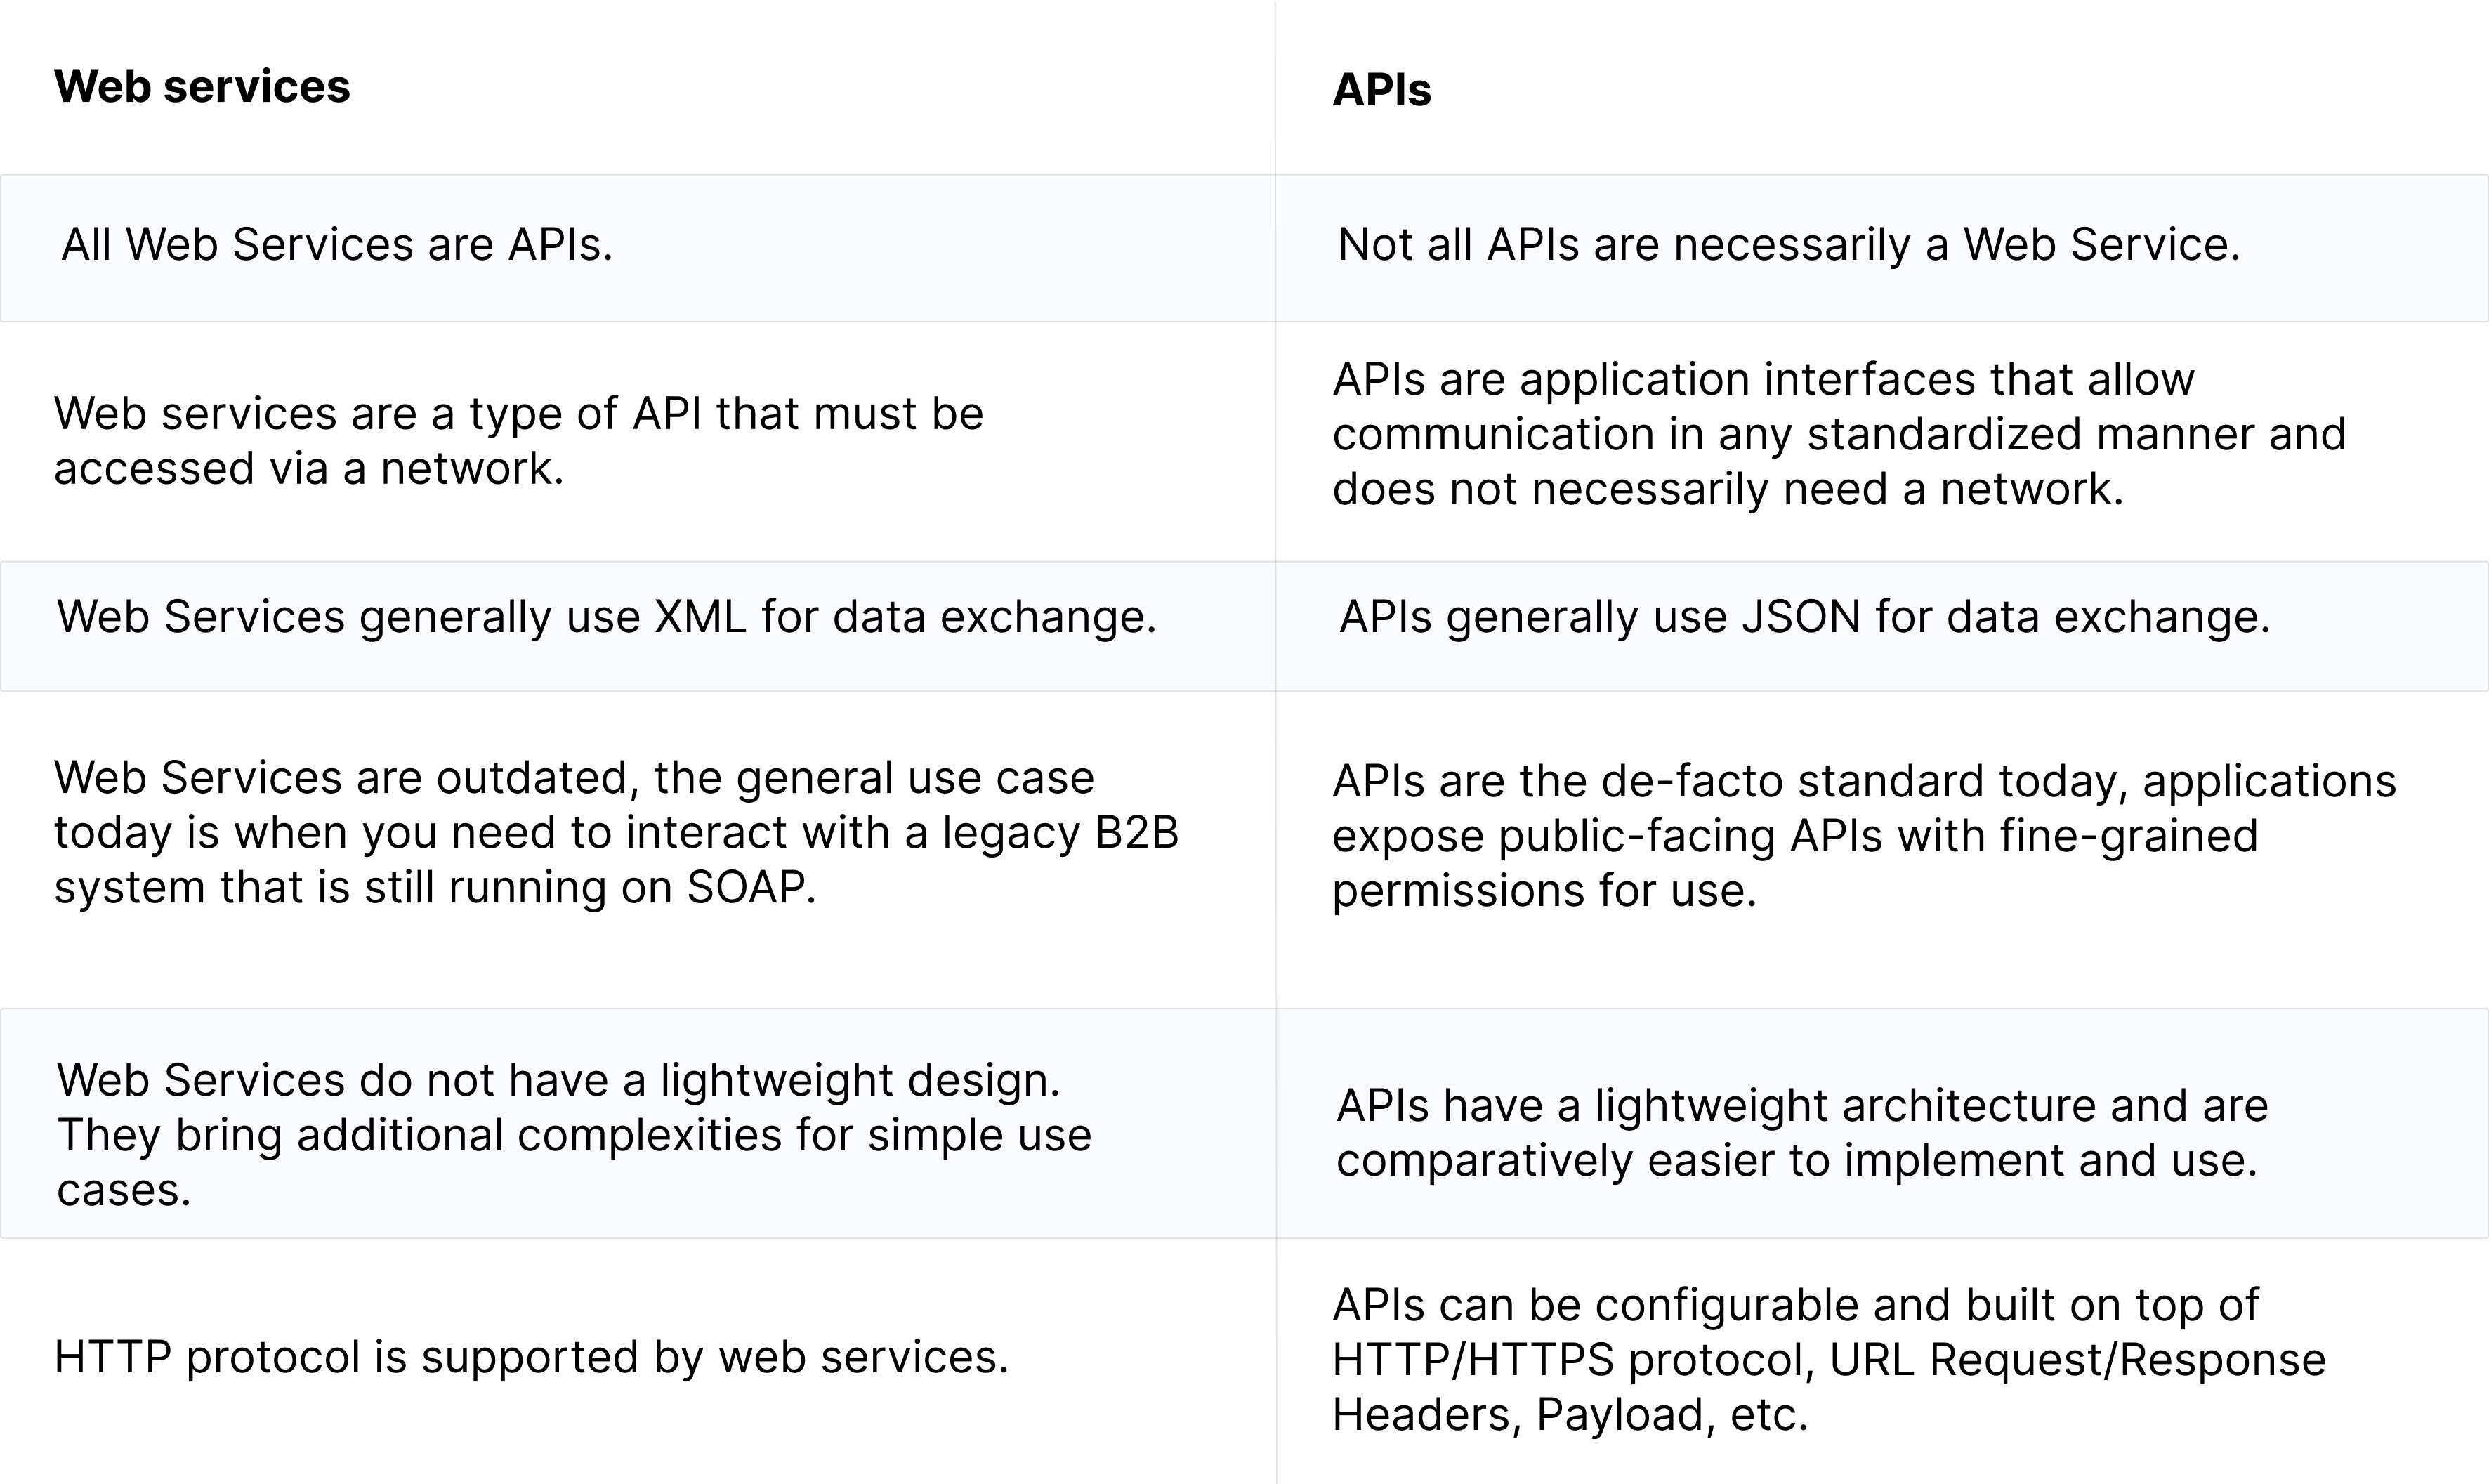 Web services
APIs
All Web Services are APIs.
Not all APIs are necessarily a Web Service.
Web services are a type of API that must be
accessed via a network.
APIs are application interfaces that allow
communication in any standardized manner and
does not necessarily need a network.
Web Services generally use XML for data exchange.
APIs generally use JSON for data exchange.
Web Services are outdated, the general use case
today is when you need to interact with a legacy B2B
system that is still running on SOAP.
APIs are the de-facto standard today, applications
expose public-facing APIs with fine-grained
permissions for use.
Web Services do not have a lightweight design.
They bring additional complexities for simple use
cases.
APIs have a lightweight architecture and are
comparatively easier to implement and use.
HTTP protocol is supported by web services.
APIs can be configurable and built on top of
HTTP/HTTPS protocol, URL Request/Response
Headers, Payload, etc.